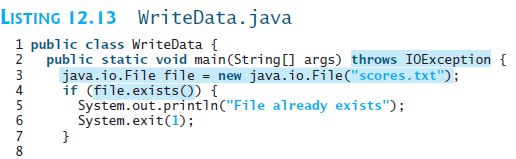 LISTING 12.13 WriteData.java
1 public class WriteData {
2   public static void main(String[] args) throws IOException {
3     java.io.File file = new java.io.File("scores.txt");
4     if (file.exists()) {
5       System.out.println("File already exists");
6       System.exit(1);
7     }
8